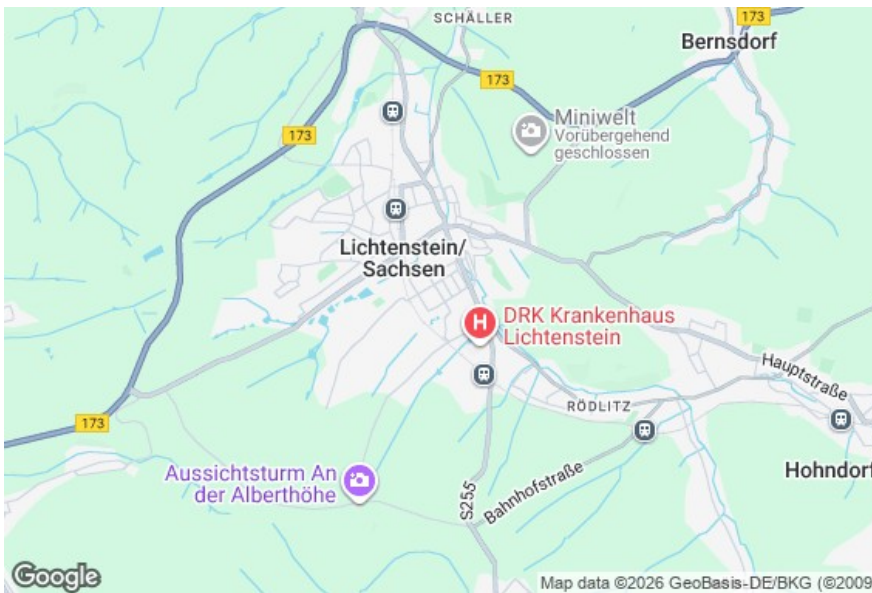 SCHÄLLER
173
Bernsdorf
173
Miniwelt
Vorübergehend
geschlossen
173
Lichtenstein/
Sachsen
DRK Krankenhaus
Lichtenstein
Hauptstraße
RÖDLITZ
173
Aussichtsturm An
der Alberthöhe
Hohndorf
S255
Bahnhofstraße
Google
Map data ©2026 GeoBasis-DE/BKG (©2009
H